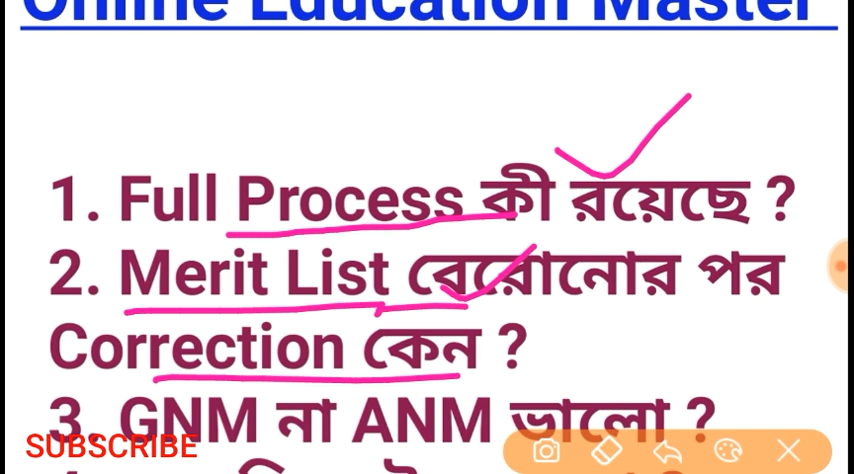 Online Education Master
1. Full Process কী রয়েছে ?
2. Merit List বেরোনোর পর
Correction কেন ?
3. GNM না ANM ভালো ?
SUBSCRIBE